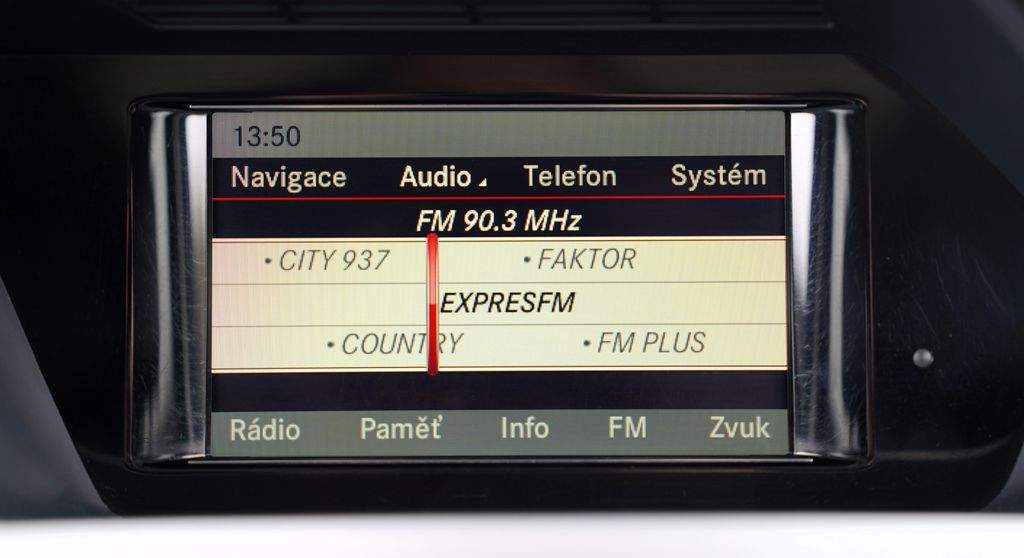 13:50
Navigace Audio Telefon Systém
FM 90.3 MHz
• CITY 937 • FAKTOR
EXPRESFM
• COUNTRY • FM PLUS
Rádio Paměť Info FM Zvuk